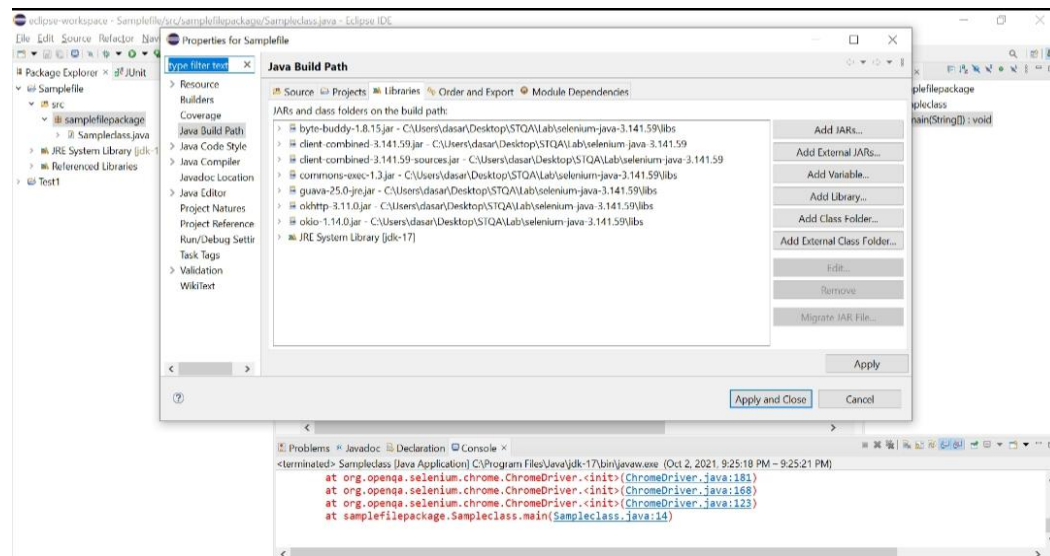 eclipse-workspace - Samplefile/src/samplefilepackage/Sampleclass.java - Eclipse IDE
File Edit Source Refactor Nav
Package Explorer × JUnit
Samplefile
src
samplefilepackage
Sampleclass.java
JRE System Library [jdk-1
Referenced Libraries
Test1
Properties for Samplefile
type filter text
Resource
Builders
Coverage
Java Build Path
Java Code Style
Java Compiler
Javadoc Location
Java Editor
Project Natures
Project Reference
Run/Debug Settin
Task Tags
Validation
WikiText
Java Build Path
Source Projects Libraries Order and Export Module Dependencies
JARs and class folders on the build path:
byte-buddy-1.8.15.jar - C:\Users\dasar\Desktop\STQA\Lab\selenium-java-3.141.59\libs
client-combined-3.141.59.jar - C:\Users\dasar\Desktop\STQA\Lab\selenium-java-3.141.59
client-combined-3.141.59-sources.jar - C:\Users\dasar\Desktop\STQA\Lab\selenium-java-3.141.59
commons-exec-1.3.jar - C:\Users\dasar\Desktop\STQA\Lab\selenium-java-3.141.59\libs
guava-25.0-jre.jar - C:\Users\dasar\Desktop\STQA\Lab\selenium-java-3.141.59\libs
okhttp-3.11.0.jar - C:\Users\dasar\Desktop\STQA\Lab\selenium-java-3.141.59\libs
okio-1.14.0.jar - C:\Users\dasar\Desktop\STQA\Lab\selenium-java-3.141.59\libs
JRE System Library [jdk-17]
Add JARs...
Add External JARs...
Add Variable...
Add Library...
Add Class Folder...
Add External Class Folder...
Edit...
Remove
Migrate JAR File...
Apply
Apply and Close
Cancel
plefilepackage
pleclass
main(String[]) : void
Problems Javadoc Declaration Console ×
<terminated> Sampleclass [Java Application] C:\Program Files\Java\jdk-17\bin\javaw.exe (Oct 2, 2021, 9:25:18 PM – 9:25:21 PM)
at org.openqa.selenium.chrome.ChromeDriver.<init>(ChromeDriver.java:181)
at org.openqa.selenium.chrome.ChromeDriver.<init>(ChromeDriver.java:168)
at org.openqa.selenium.chrome.ChromeDriver.<init>(ChromeDriver.java:123)
at samplefilepackage.Sampleclass.main(Sampleclass.java:14)